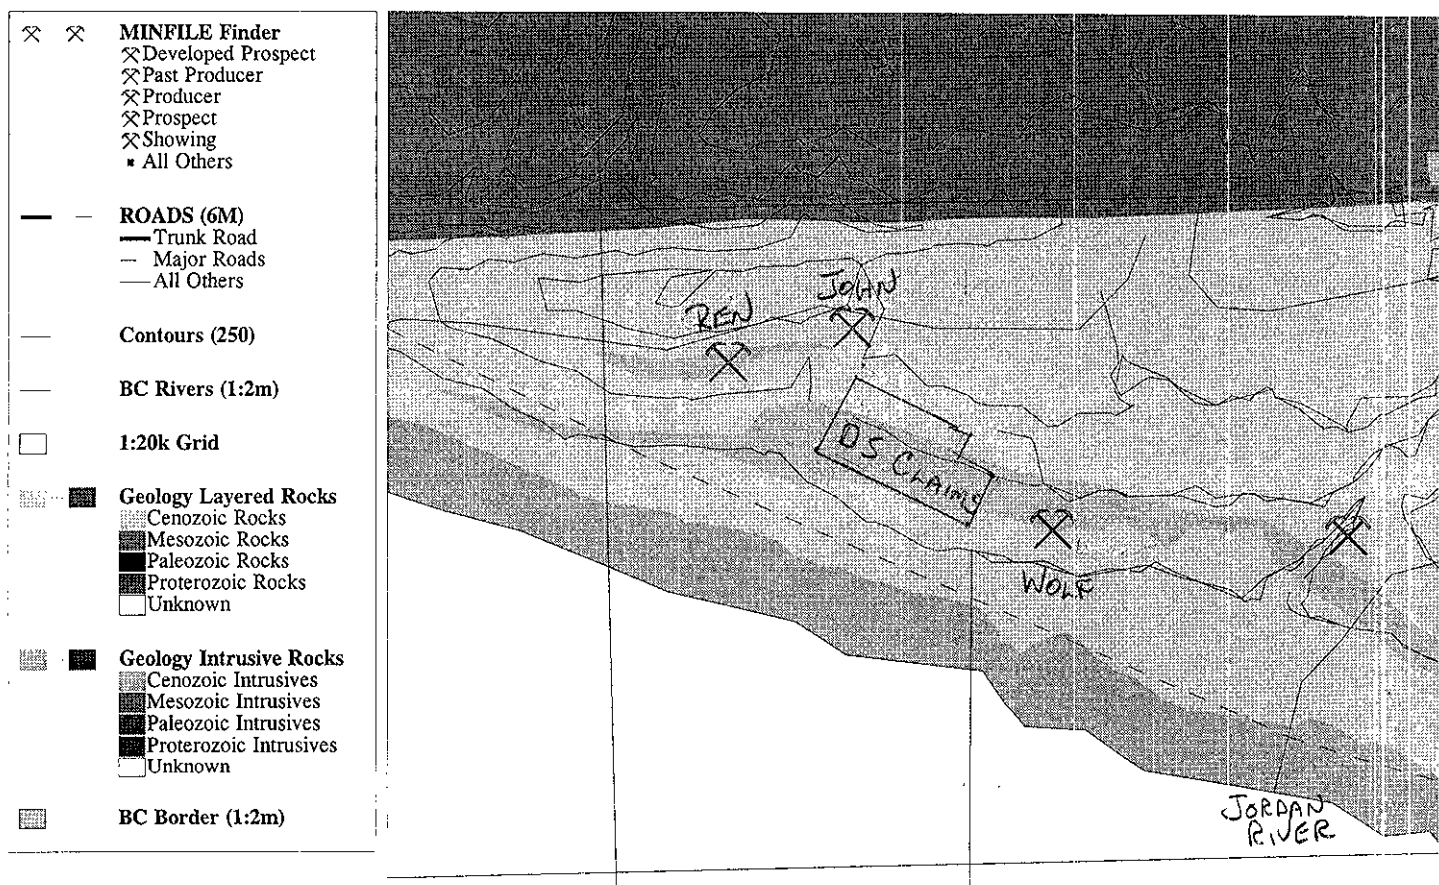 MINFILE Finder
Developed Prospect
Past Producer
Producer
Prospect
Showing
All Others
ROADS (6M)
Trunk Road
Major Roads
All Others
Contours (250)
BC Rivers (1:2m)
1:20k Grid
Geology Layered Rocks
Cenozoic Rocks
Mesozoic Rocks
Paleozoic Rocks
Proterozoic Rocks
Unknown
Geology Intrusive Rocks
Cenozoic Intrusives
Mesozoic Intrusives
Paleozoic Intrusives
Proterozoic Intrusives
Unknown
BC Border (1:2m)
JOAN
REN
DS CLAIMS
WOLF
JORDAN
RIVER